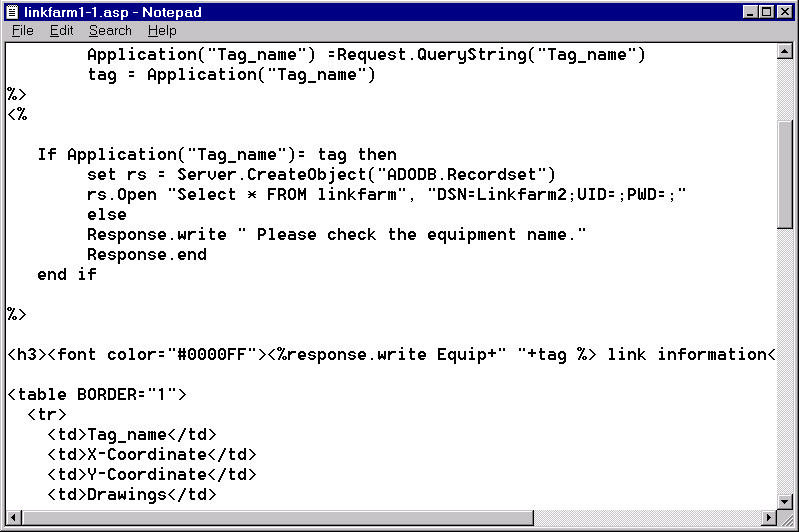 linkfarm1-1.asp - Notepad
File Edit Search Help
Application("Tag_name") =Request.QueryString("Tag_name")
tag = Application("Tag_name")
%>
<%
If Application("Tag_name")= tag then
set rs = Server.CreateObject("ADODB.Recordset")
rs.Open "Select * FROM linkfarm", "DSN=Linkfarm2;UID=;PWD=;"
else
Response.write " Please check the equipment name."
Response.end
end if
%>
<h3><font color="#0000FF"><%response.write Equip+" "+tag %> link information<
<table BORDER="1">
<tr>
<td>Tag_name</td>
<td>X-Coordinate</td>
<td>Y-Coordinate</td>
<td>Drawings</td>